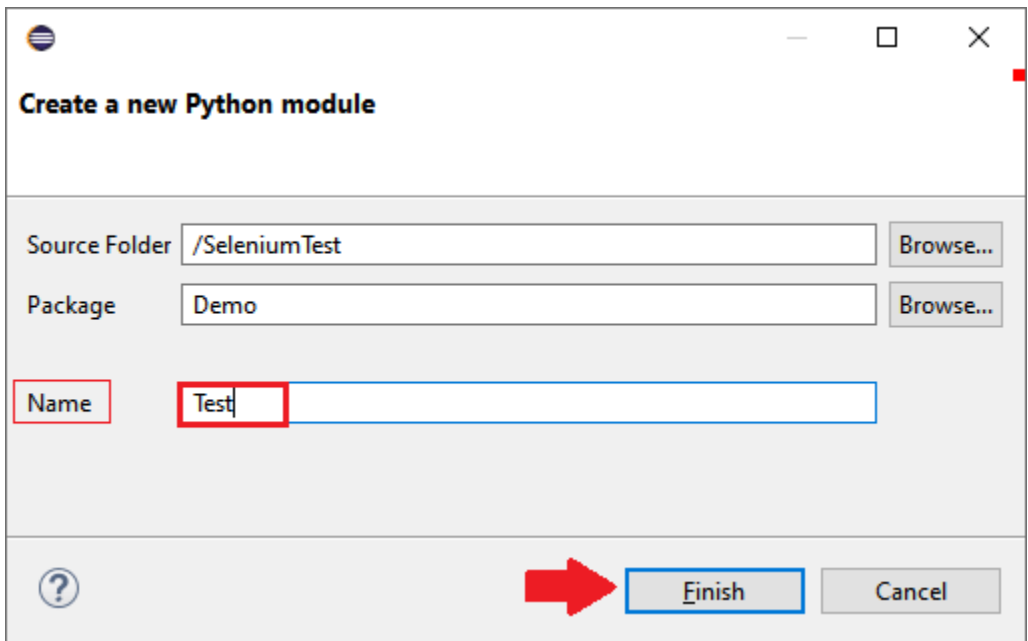 Create a new Python module
Source Folder /SeleniumTest Browse...
Package Demo Browse...
Name Test
? Finish Cancel